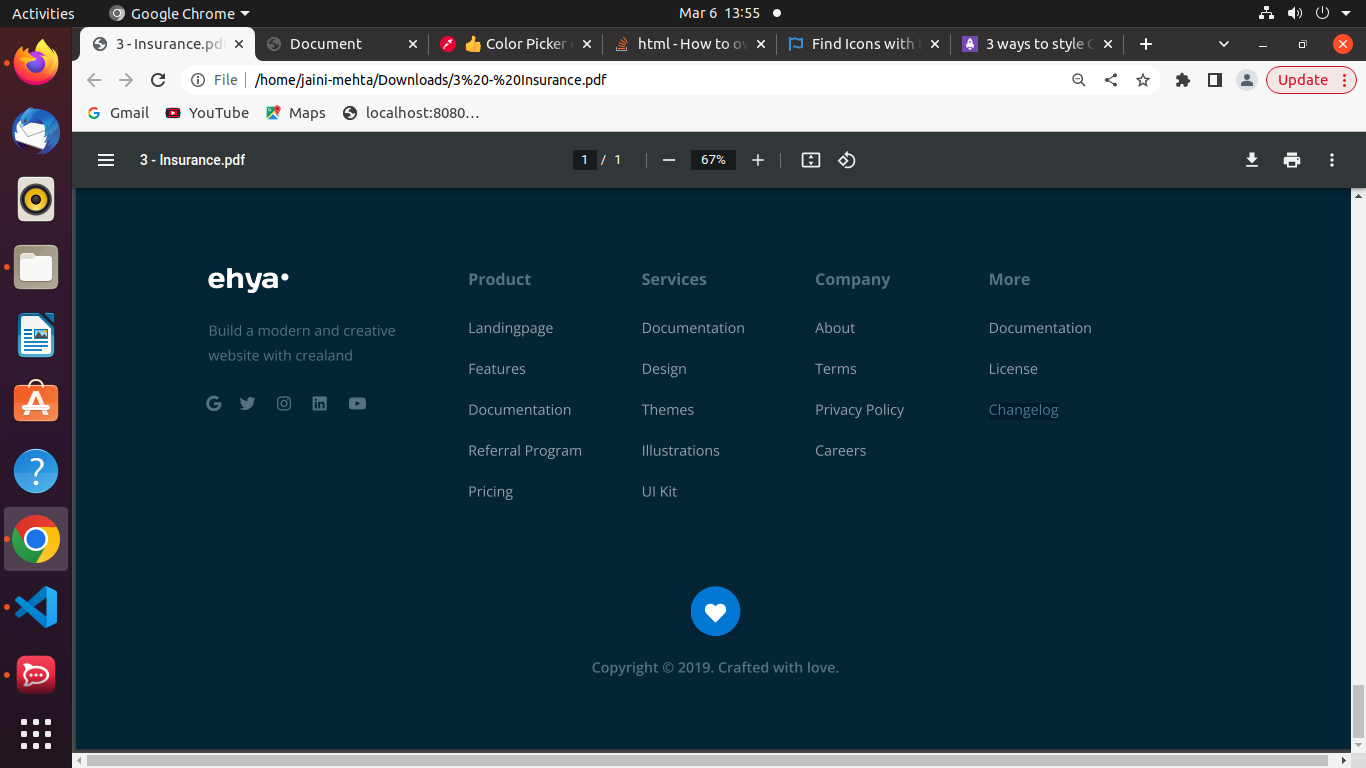 Activities
Google Chrome
Mar 6 13:55
3 - Insurance.pd
Document
Color Picker
html - How to ov
Find Icons with
3 ways to style C
File
/home/jaini-mehta/Downloads/3%20-%20Insurance.pdf
Update
Gmail
YouTube
Maps
localhost:8080…
3 - Insurance.pdf
1 / 1
67%
ehya
Build a modern and creative
website with crealand
Product
Landingpage
Features
Documentation
Referral Program
Pricing
Services
Documentation
Design
Themes
Illustrations
UI Kit
Company
About
Terms
Privacy Policy
Careers
More
Documentation
License
Changelog
Copyright © 2019. Crafted with love.